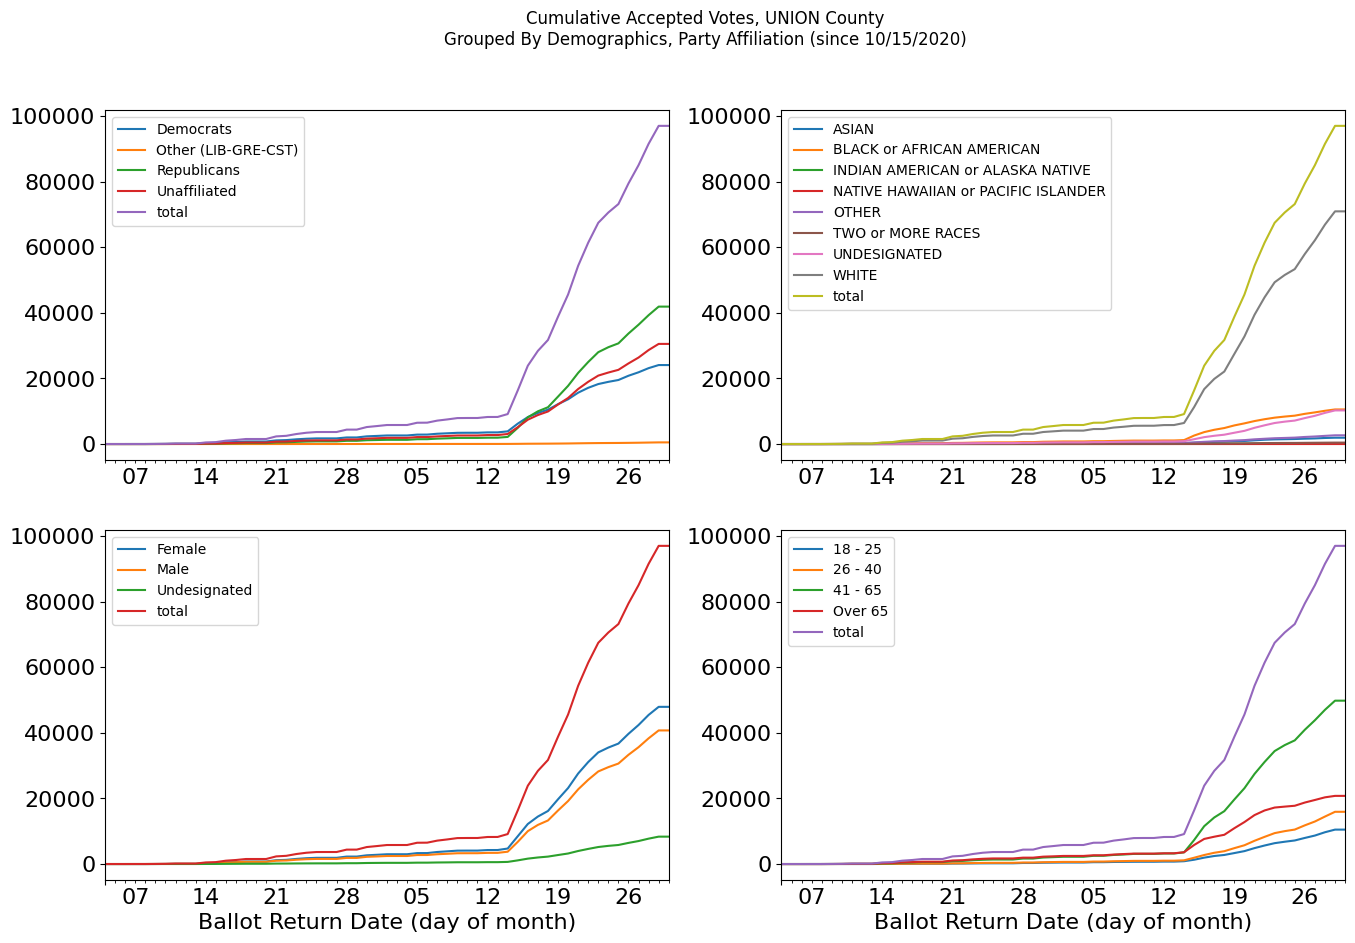 Cumulative Accepted Votes, UNION County
Grouped By Demographics, Party Affiliation (since 10/15/2020)
100000
80000
60000
40000
20000
0
Democrats
Other (LIB-GRE-CST)
Republicans
Unaffiliated
total
07 14 21 28 05 12 19 26
100000
80000
60000
40000
20000
0
ASIAN
BLACK or AFRICAN AMERICAN
INDIAN AMERICAN or ALASKA NATIVE
NATIVE HAWAIIAN or PACIFIC ISLANDER
OTHER
TWO or MORE RACES
UNDESIGNATED
WHITE
total
07 14 21 28 05 12 19 26
100000
80000
60000
40000
20000
0
Female
Male
Undesignated
total
07 14 21 28 05 12 19 26
Ballot Return Date (day of month)
100000
80000
60000
40000
20000
0
18 - 25
26 - 40
41 - 65
Over 65
total
07 14 21 28 05 12 19 26
Ballot Return Date (day of month)